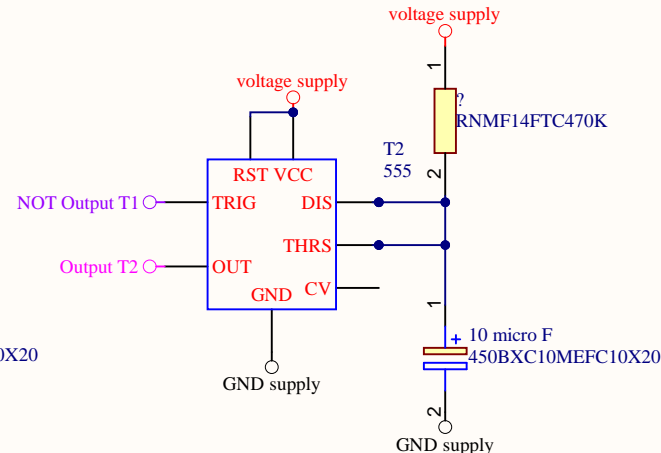 voltage supply
1
?
RNMF14FTC470K
2
voltage supply
T2
555
RST VCC
NOT Output T1
TRIG
DIS
THRS
Output T2
OUT
GND
CV
GND supply
1
+
10 micro F
450BXC10MEFC10X20
2
GND supply
0X20